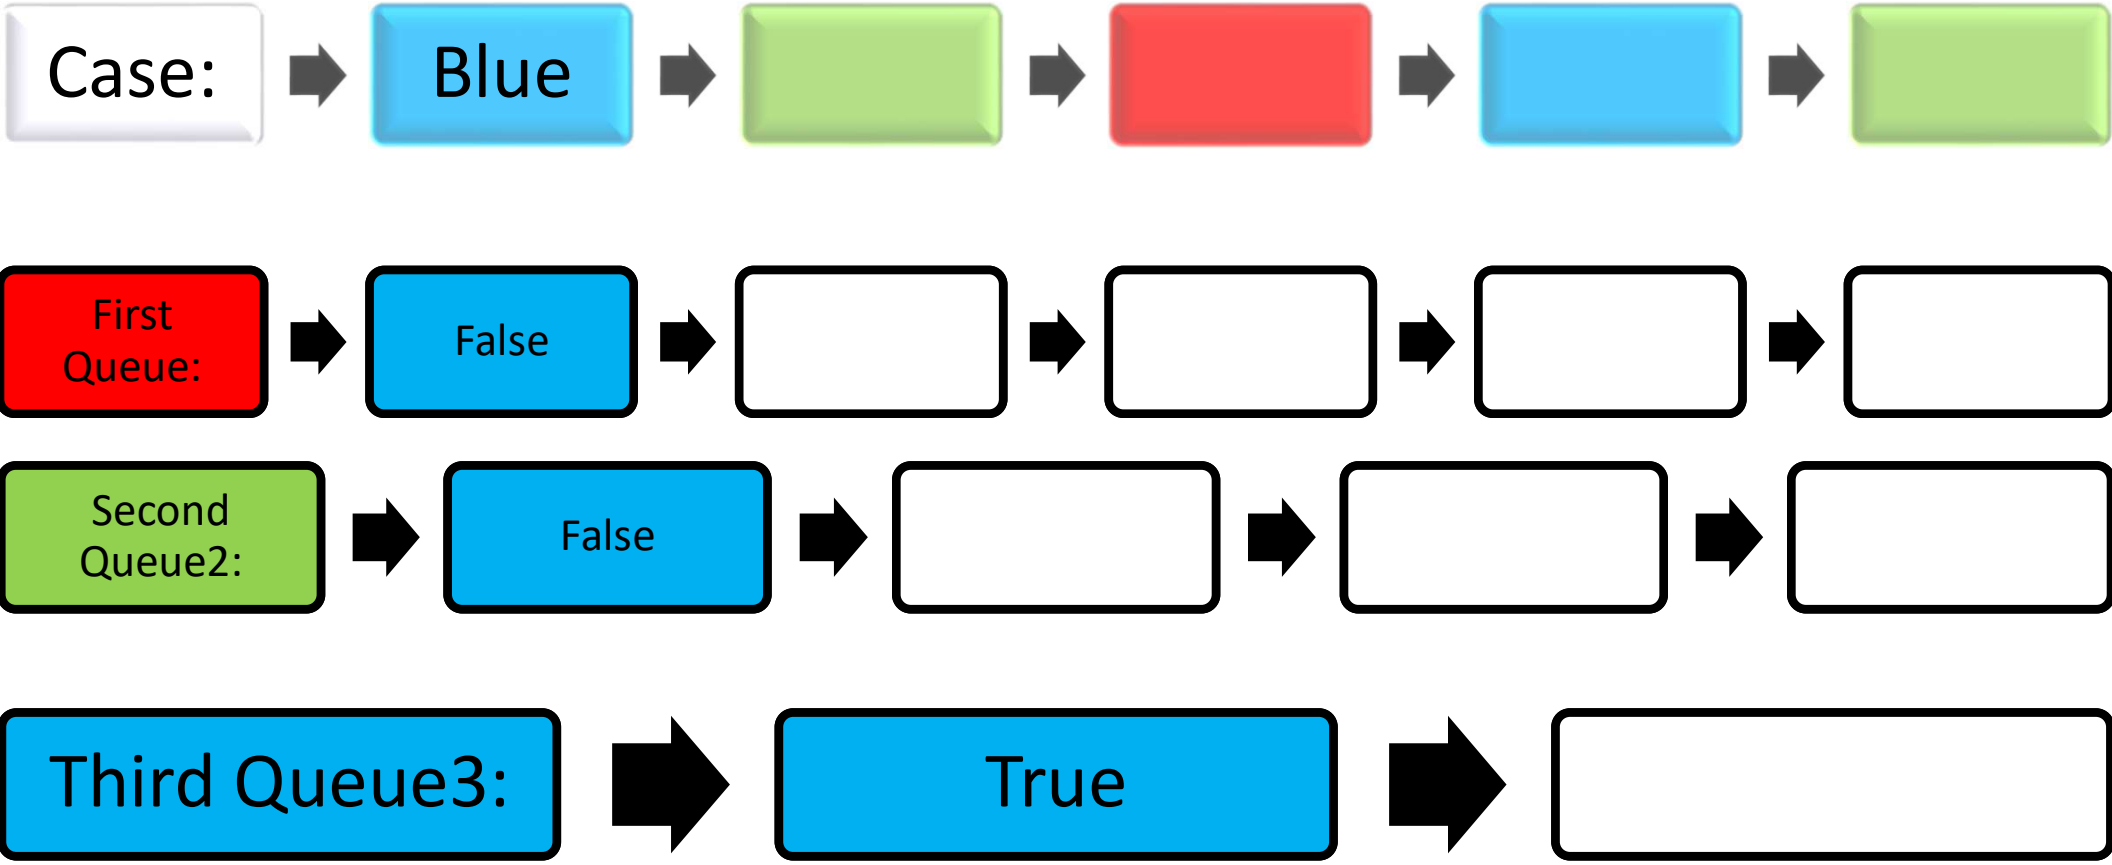 Case:
Blue
First
Queue:
False
Second
Queue2:
False
Third Queue3:
True